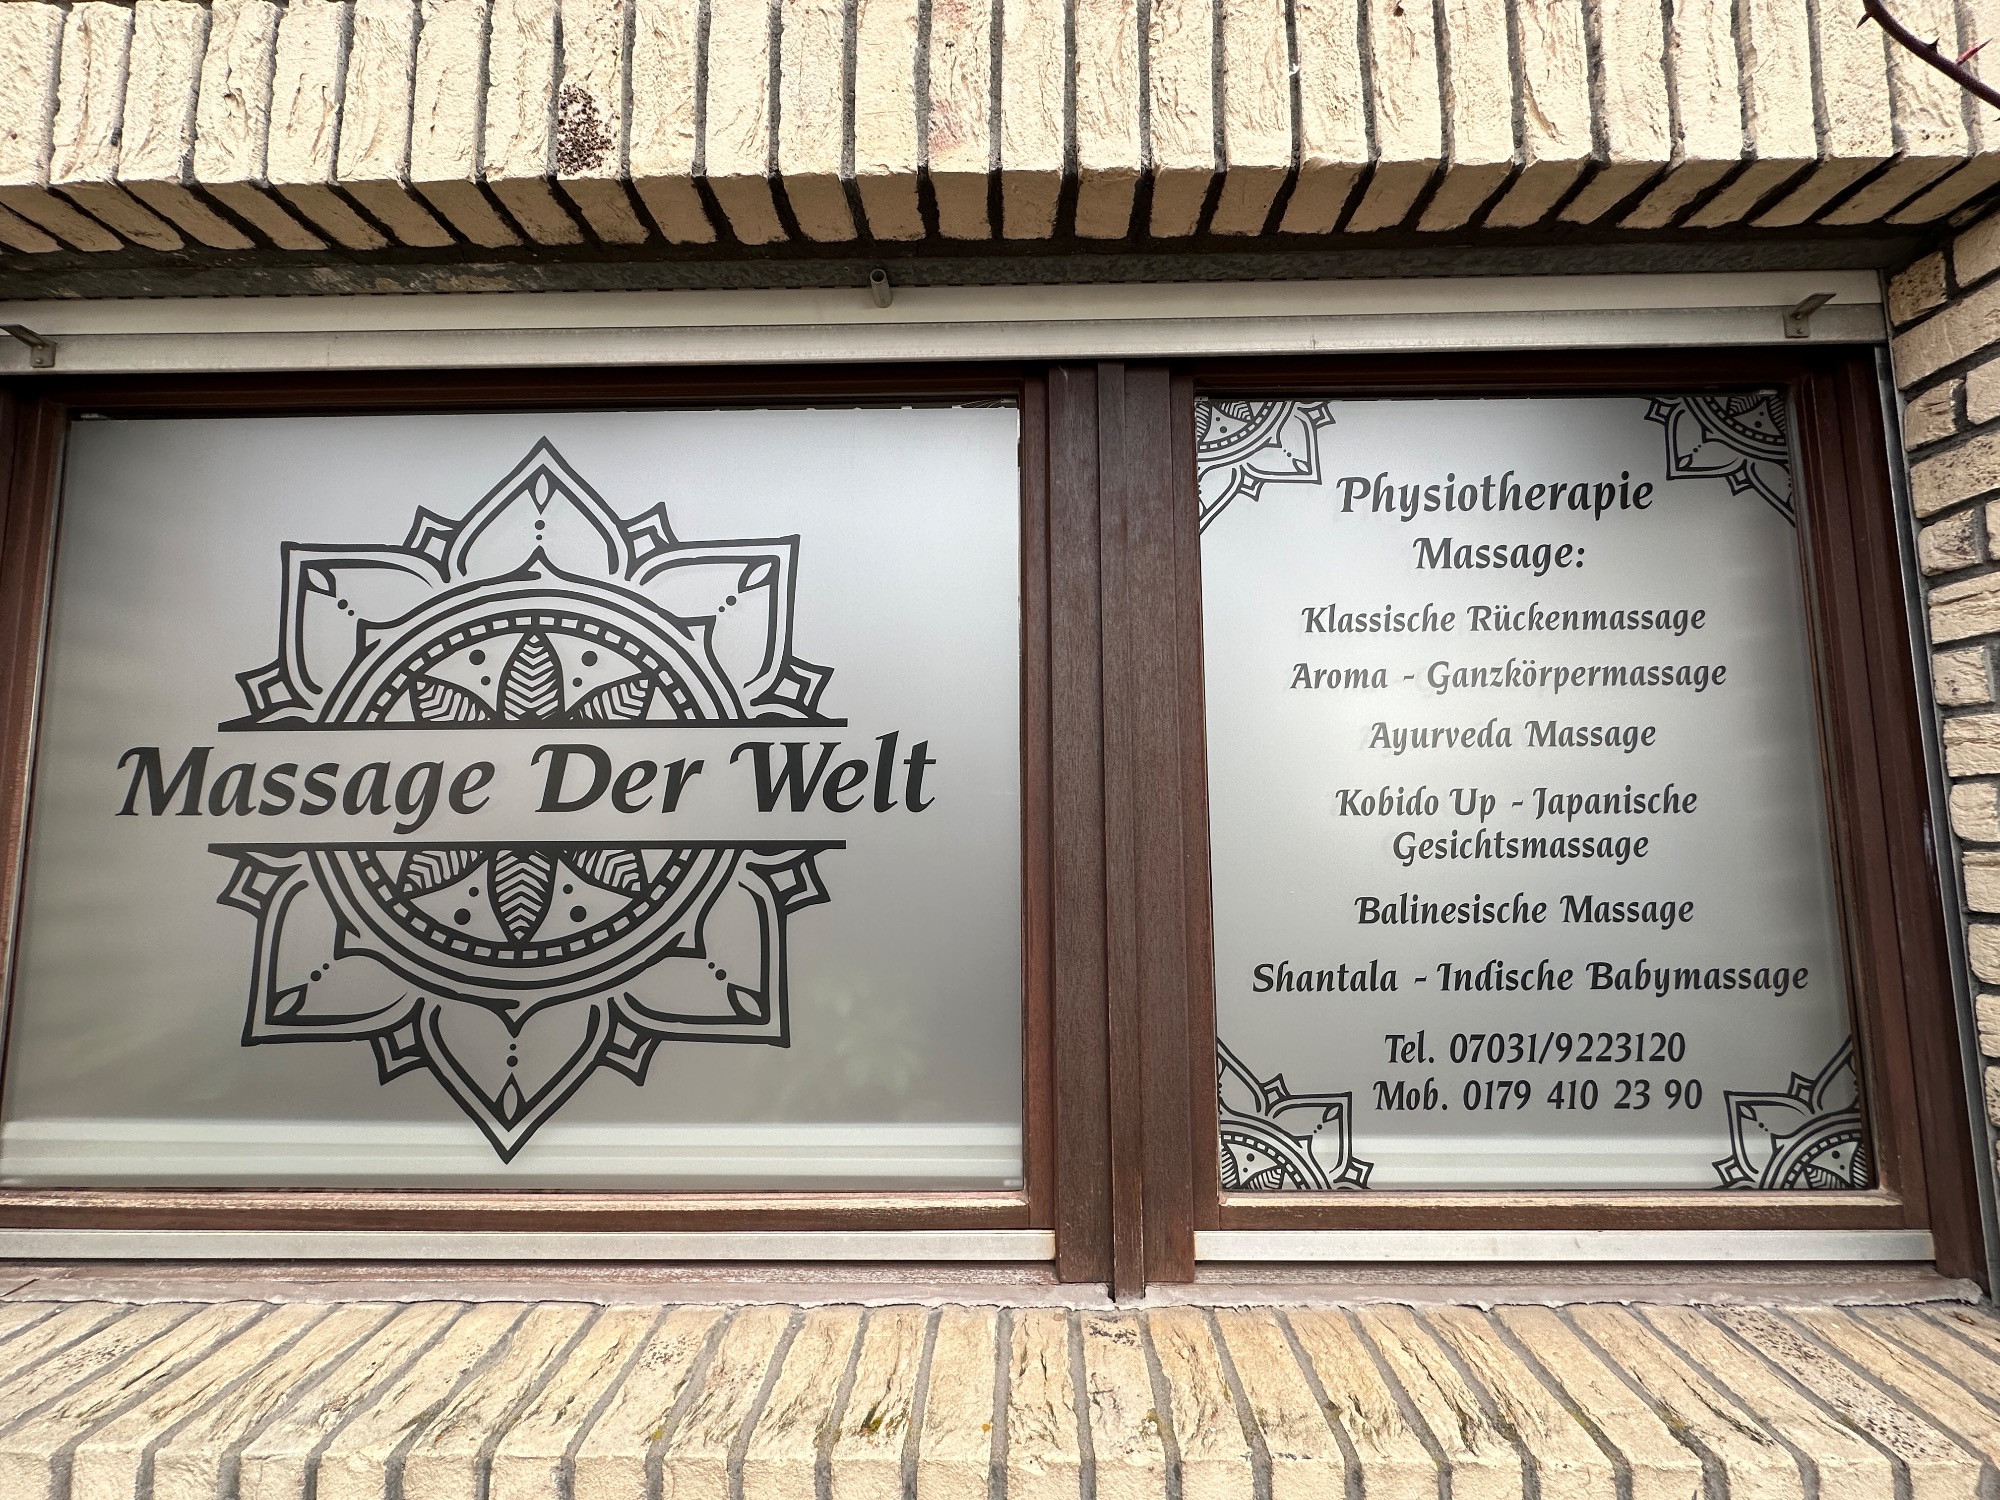 Massage Der Welt
Physiotherapie
Massage:
Klassische Rückenmassage
Aroma - Ganzkörpermassage
Ayurveda Massage
Kobido Up - Japanische
Gesichtsmassage
Balinesische Massage
Shantala - Indische Babymassage
Tel. 07031/9223120
Mob. 0179 410 23 90